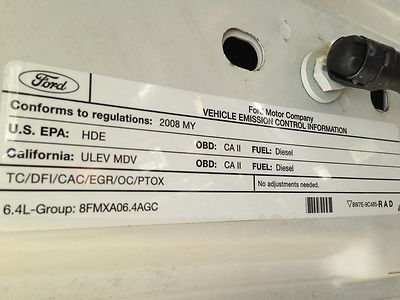 Ford
Ford Motor Company
VEHICLE EMISSION CONTROL INFORMATION
Conforms to regulations: 2008 MY
U.S. EPA: HDE OBD: CA II FUEL: Diesel
California: ULEV MDV OBD: CA II FUEL: Diesel
TC/DFI/CAC/EGR/OC/PTOX No adjustments needed.
6.4L-Group: 8FMXA06.4AGC 8W7E-9C485-R A D